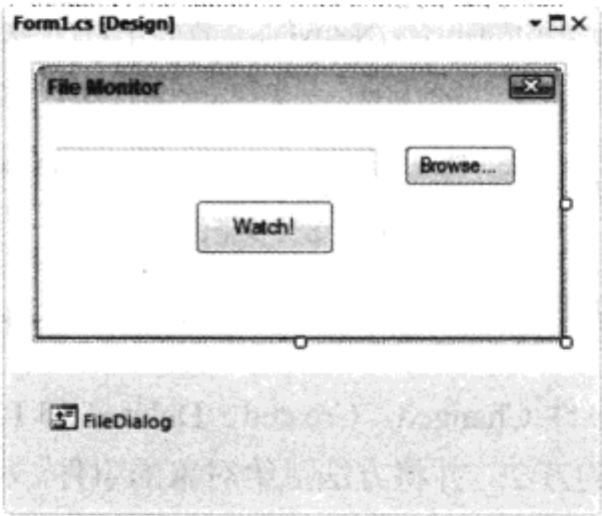 Form1.cs [Design]
File Monitor
Browse...
Watch!
FileDialog